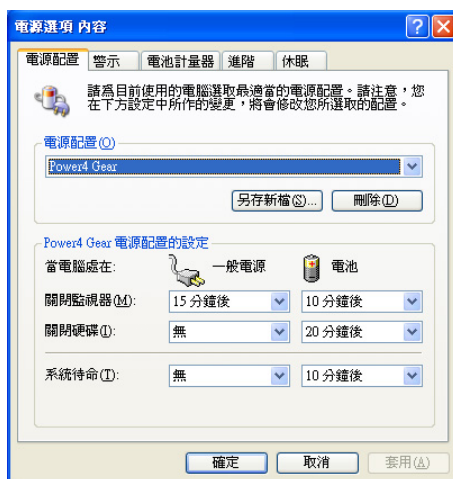 電源選項 內容
電源配置 警示 電池計量器 進階 休眠
請為目前使用的電腦選取最適當的電源配置。請注意，您
在下方設定中所作的變更，將會修改您所選取的配置。
電源配置(O)
Power4 Gear
另存新檔(S)... 刪除(D)
Power4 Gear 電源配置的設定
當電腦處在: 一般電源 電池
關閉監視器(M): 15 分鐘後 10 分鐘後
關閉硬碟(I): 無 20 分鐘後
系統待命(T): 無 10 分鐘後
確定 取消 套用(A)